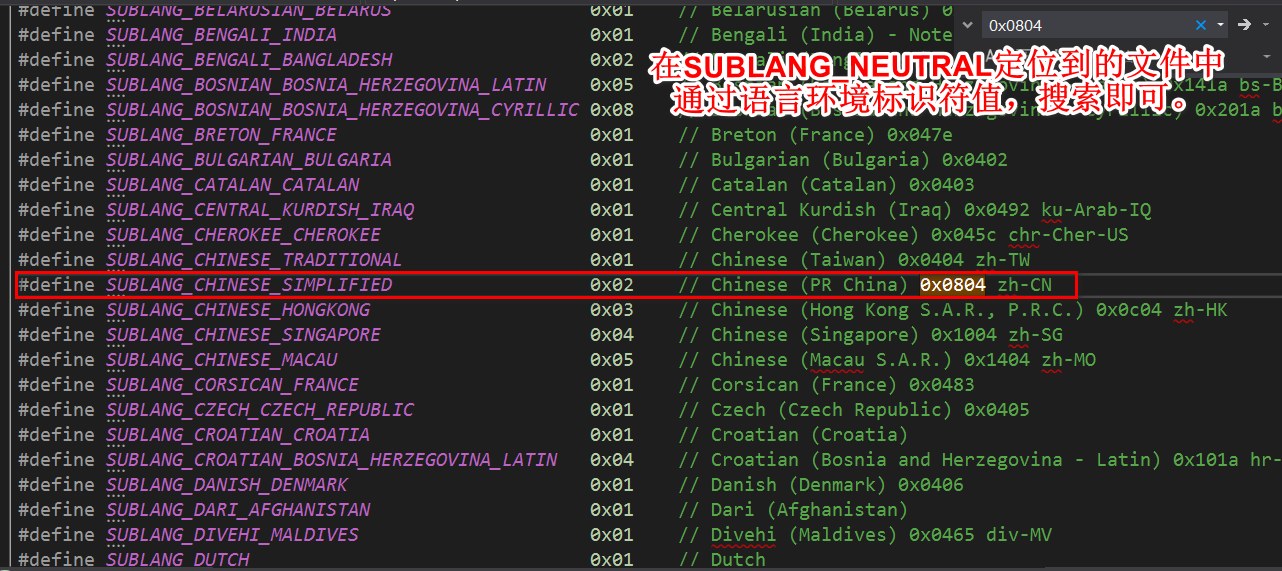 #define SUBLANG_BELARUSIAN_BELARUS 0x01 // Belarusian (Belarus) 0
#define SUBLANG_BENGALI_INDIA 0x01 // Bengali (India) - Note
#define SUBLANG_BENGALI_BANGLADESH 0x02 //
#define SUBLANG_BOSNIAN_BOSNIA_HERZEGOVINA_LATIN 0x05 0x141a bs-B
#define SUBLANG_BOSNIAN_BOSNIA_HERZEGOVINA_CYRILLIC 0x08 0x201a b
0x0804
在SUBLANG_NEUTRAL定位到的文件中
通过语言环境标识符值，搜索即可。
#define SUBLANG_BRETON_FRANCE 0x01 // Breton (France) 0x047e
#define SUBLANG_BULGARIAN_BULGARIA 0x01 // Bulgarian (Bulgaria) 0x0402
#define SUBLANG_CATALAN_CATALAN 0x01 // Catalan (Catalan) 0x0403
#define SUBLANG_CENTRAL_KURDISH_IRAQ 0x01 // Central Kurdish (Iraq) 0x0492 ku-Arab-IQ
#define SUBLANG_CHEROKEE_CHEROKEE 0x01 // Cherokee (Cherokee) 0x045c chr-Cher-US
#define SUBLANG_CHINESE_TRADITIONAL 0x01 // Chinese (Taiwan) 0x0404 zh-TW
#define SUBLANG_CHINESE_SIMPLIFIED 0x02 // Chinese (PR China) 0x0804 zh-CN
#define SUBLANG_CHINESE_HONGKONG 0x03 // Chinese (Hong Kong S.A.R., P.R.C.) 0x0c04 zh-HK
#define SUBLANG_CHINESE_SINGAPORE 0x04 // Chinese (Singapore) 0x1004 zh-SG
#define SUBLANG_CHINESE_MACAU 0x05 // Chinese (Macau S.A.R.) 0x1404 zh-MO
#define SUBLANG_CORSICAN_FRANCE 0x01 // Corsican (France) 0x0483
#define SUBLANG_CZECH_CZECH_REPUBLIC 0x01 // Czech (Czech Republic) 0x0405
#define SUBLANG_CROATIAN_CROATIA 0x01 // Croatian (Croatia)
#define SUBLANG_CROATIAN_BOSNIA_HERZEGOVINA_LATIN 0x04 // Croatian (Bosnia and Herzegovina - Latin) 0x101a hr-
#define SUBLANG_DANISH_DENMARK 0x01 // Danish (Denmark) 0x0406
#define SUBLANG_DARI_AFGHANISTAN 0x01 // Dari (Afghanistan)
#define SUBLANG_DIVEHI_MALDIVES 0x01 // Divehi (Maldives) 0x0465 div-MV
#define SUBLANG_DUTCH 0x01 // Dutch